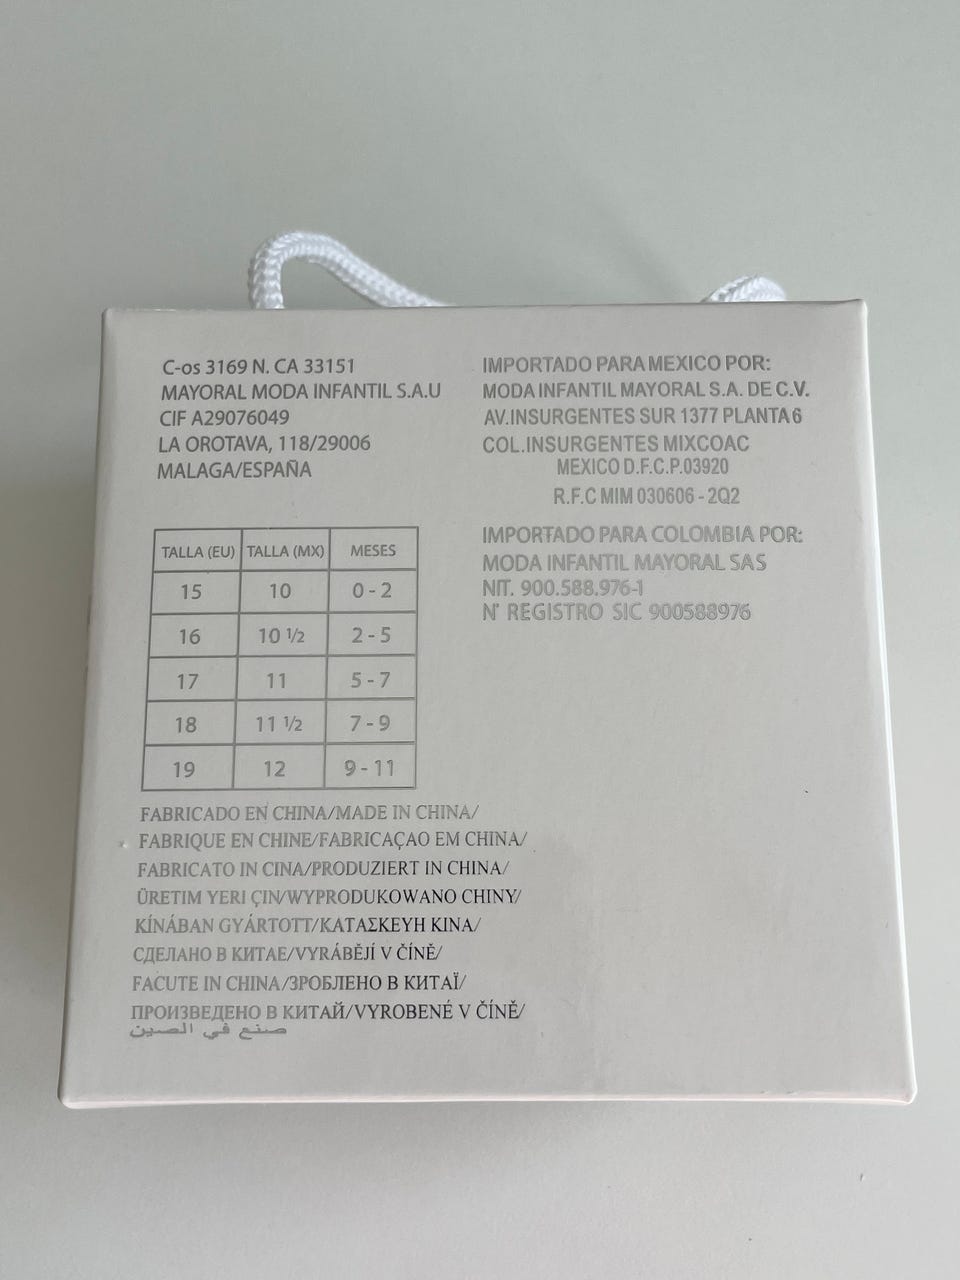 C-os 3169 N. CA 33151
MAYORAL MODA INFANTIL S.A.U
CIF A29076049
LA OROTAVA, 118/29006
MALAGA/ESPAÑA
IMPORTADO PARA MEXICO POR:
MODA INFANTIL MAYORAL S.A. DE C.V.
AV.INSURGENTES SUR 1377 PLANTA 6
COL.INSURGENTES MIXCOAC
MEXICO D.F.C.P.03920
R.F.C MIM 030606 - 2Q2
IMPORTADO PARA COLOMBIA POR:
MODA INFANTIL MAYORAL SAS
NIT. 900.588.976-1
N° REGISTRO SIC 900588976
TALLA (EU) TALLA (MX) MESES
15 10 0 - 2
16 10 ½ 2 - 5
17 11 5 - 7
18 11 ½ 7 - 9
19 12 9 - 11
FABRICADO EN CHINA/MADE IN CHINA/
FABRIQUE EN CHINE/FABRICAÇAO EM CHINA/
FABRICATO IN CINA/PRODUZIERT IN CHINA/
ÜRETIM YERI ÇIN/WYPRODUKOWANO CHINY/
KÍNÁBAN GYÁRTOTT/ΚΑΤΑΣΚΕΥΗ ΚΙΝΑ/
СДЕЛАНО В КИТАЕ/VYRÁBĚJÍ V ČÍNĚ/
FACUTE IN CHINA/ЗРОБЛЕНО В КИТАЇ/
ПРОИЗВЕДЕНО В КИТАЙ/VYROBENÉ V ČÍNĚ/
صنع في الصين